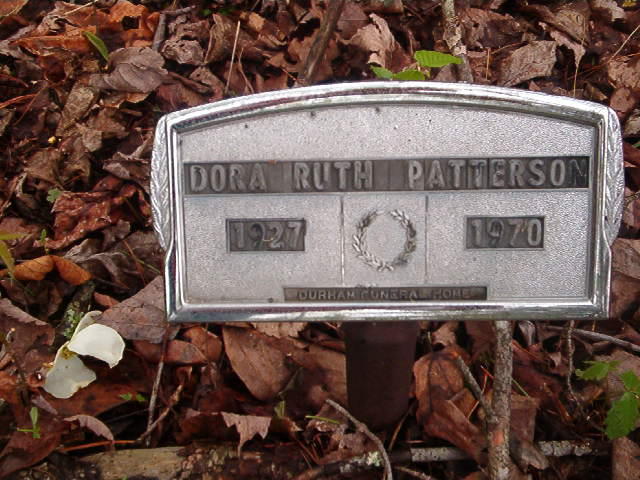 DORA RUTH PATTERSON
1927 1970
DURHAM FUNERAL HOME